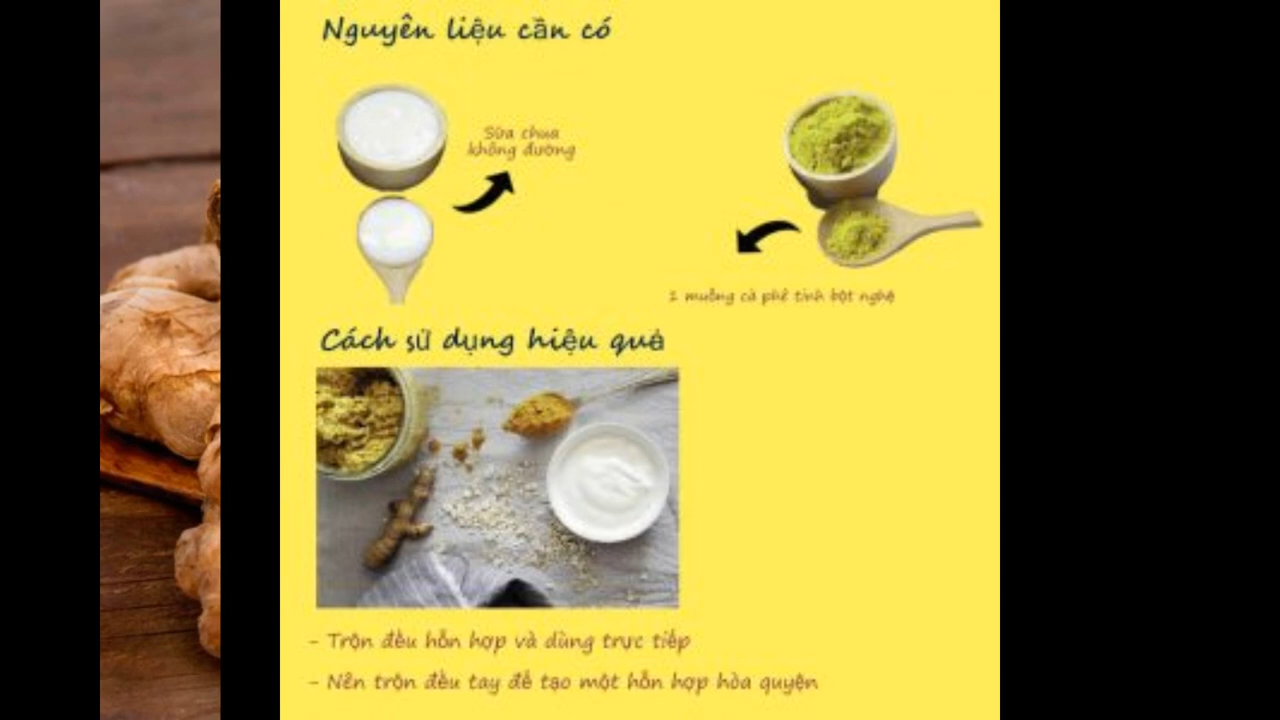 Nguyên liệu cần có
Sữa chua
không đường
1 muỗng cà phê tinh bột nghệ
Cách sử dụng hiệu quả
- Trộn đều hỗn hợp và dùng trực tiếp
- Nên trộn đều tay để tạo một hỗn hợp hòa quyện